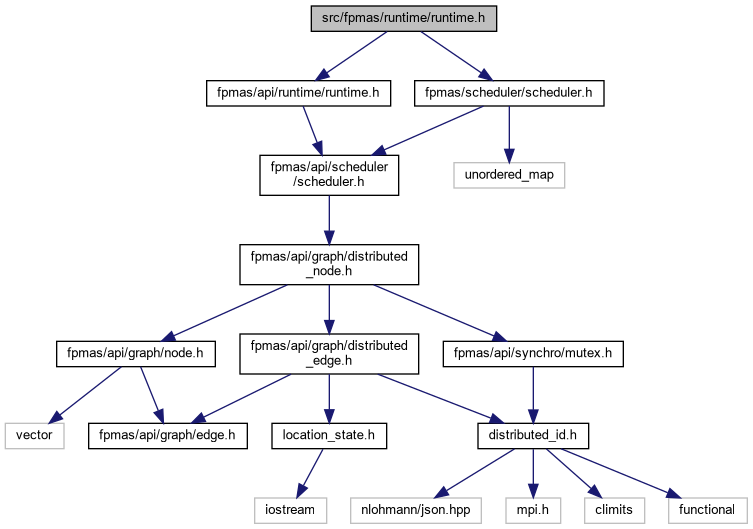 src/fpmas/runtime/runtime.h
fpmas/api/runtime/runtime.h
fpmas/scheduler/scheduler.h
fpmas/api/scheduler
/scheduler.h
unordered_map
fpmas/api/graph/distributed
_node.h
fpmas/api/graph/node.h
fpmas/api/graph/distributed
_edge.h
fpmas/api/synchro/mutex.h
vector
fpmas/api/graph/edge.h
location_state.h
distributed_id.h
iostream
nlohmann/json.hpp
mpi.h
climits
functional